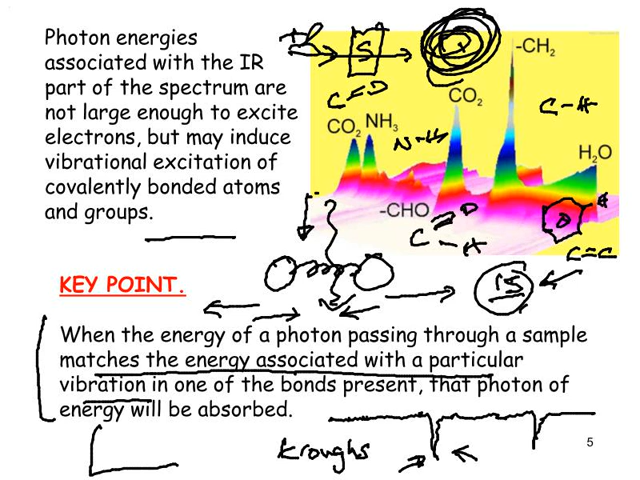 Photon energies
associated with the IR
part of the spectrum are
not large enough to excite
electrons, but may induce
vibrational excitation of
covalently bonded atoms
and groups.
S
C=O
CO₂ NH₃
N-H
CO₂
-CH₂
C-H
H₂O
-CHO
C=C
KEY POINT.
15
When the energy of a photon passing through a sample
matches the energy associated with a particular
vibration in one of the bonds present, that photon of
energy will be absorbed.
troughs
5